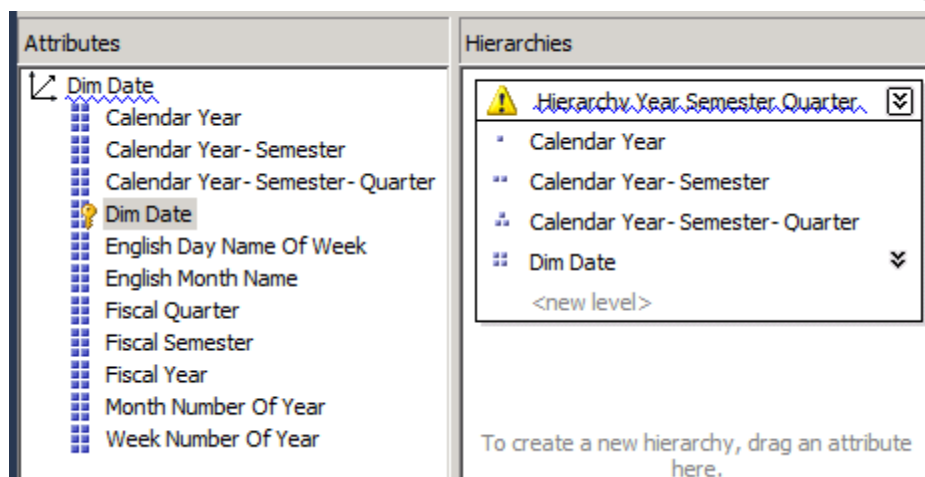 Attributes
Dim Date
Calendar Year
Calendar Year- Semester
Calendar Year- Semester- Quarter
Dim Date
English Day Name Of Week
English Month Name
Fiscal Quarter
Fiscal Semester
Fiscal Year
Month Number Of Year
Week Number Of Year
Hierarchies
Hierarchy Year Semester Quarter
Calendar Year
Calendar Year- Semester
Calendar Year- Semester- Quarter
Dim Date
<new level>
To create a new hierarchy, drag an attribute
here.